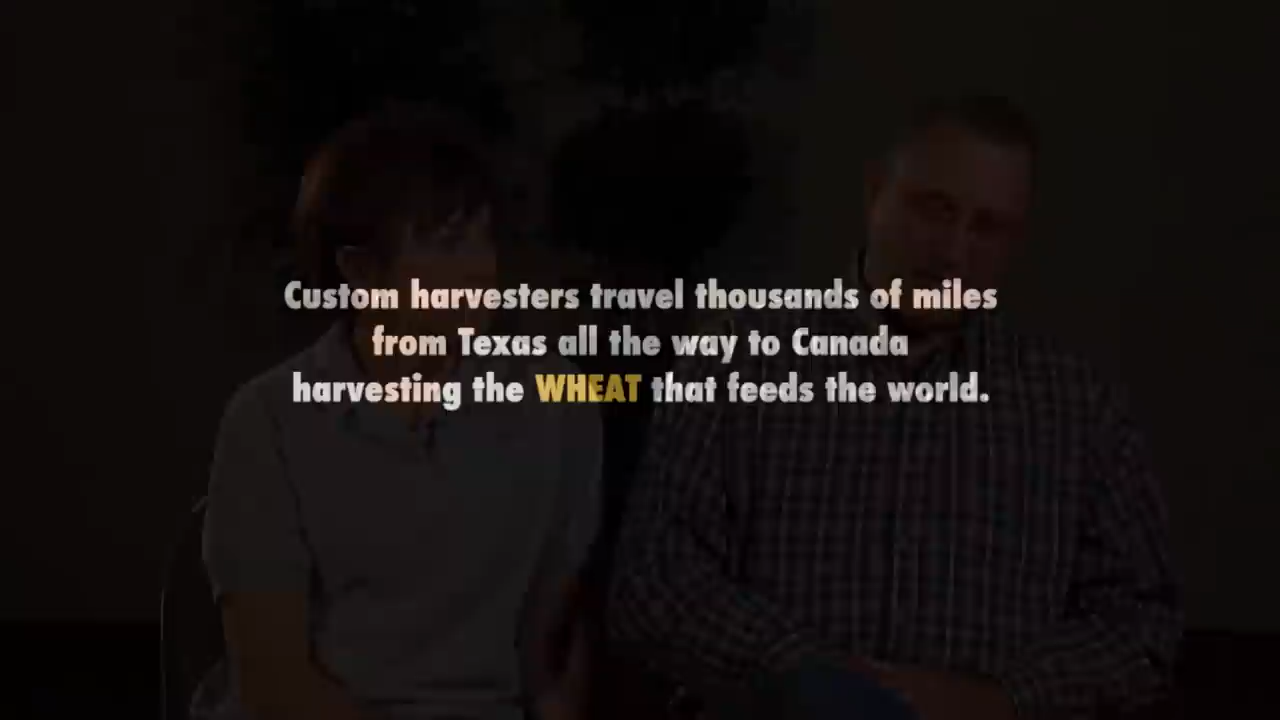 Custom harvesters travel thousands of miles
from Texas all the way to Canada
harvesting the WHEAT that feeds the world.